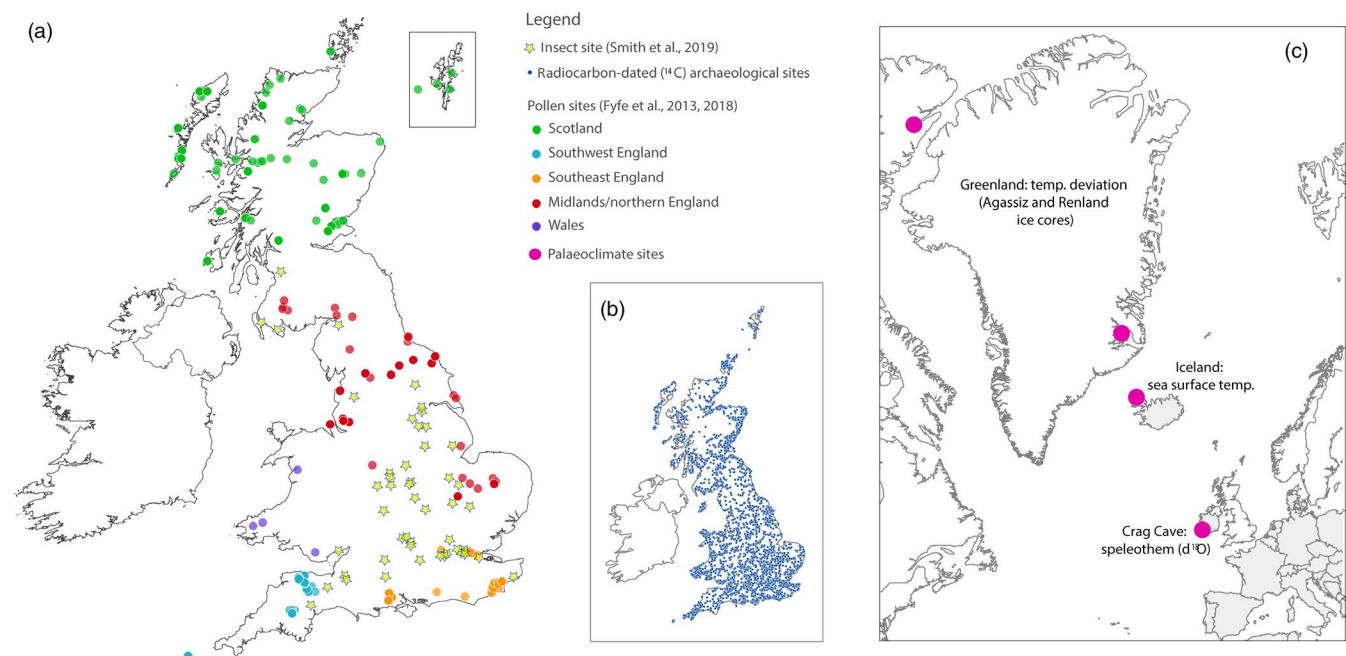 (a)
Legend
Insect site (Smith et al., 2019)
Radiocarbon-dated (¹⁴C) archaeological sites
Pollen sites (Fyfe et al., 2013, 2018)
Scotland
Southwest England
Southeast England
Midlands/northern England
Wales
Palaeoclimate sites
(b)
(c)
Greenland: temp. deviation
(Agassiz and Renland
ice cores)
Iceland:
sea surface temp.
Crag Cave:
speleothem (d¹⁸O)